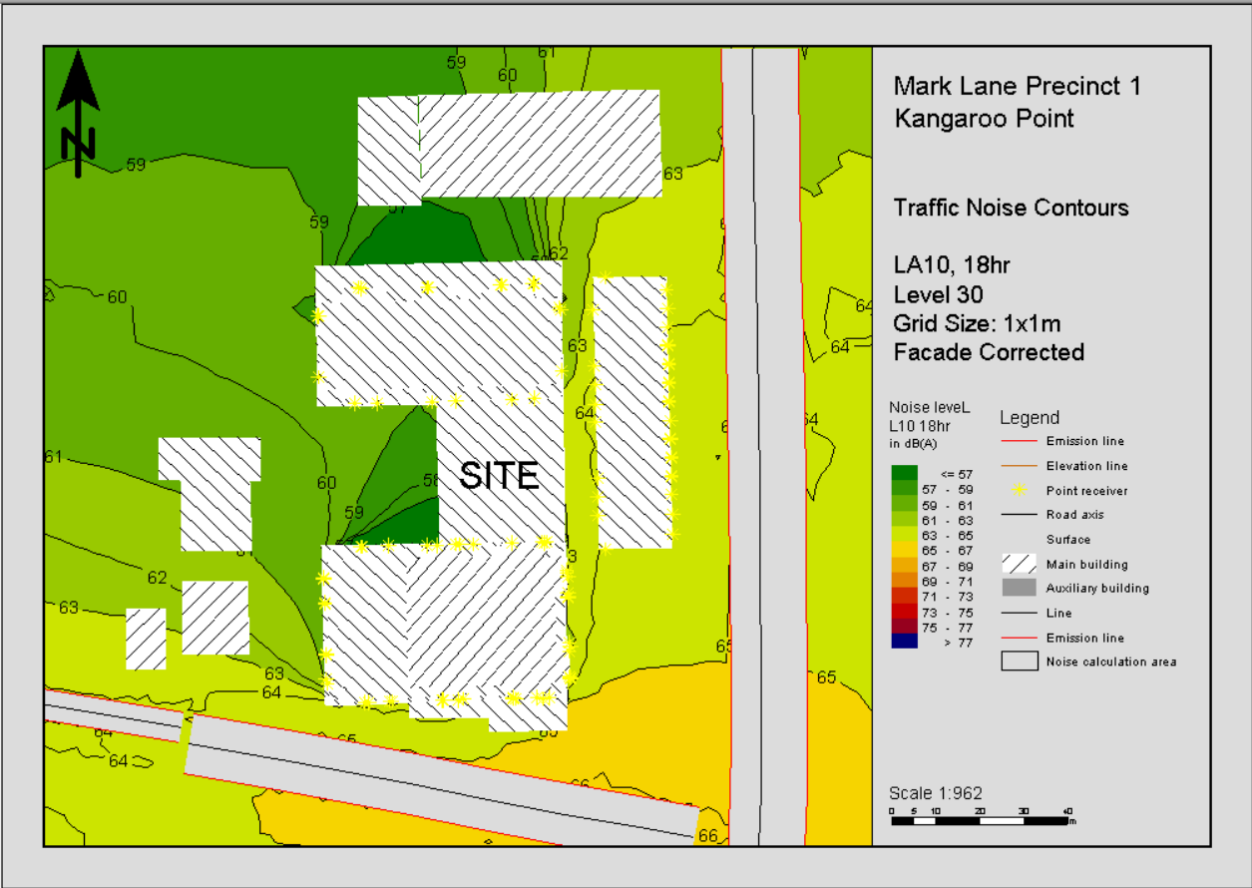 59
61
60
59
63
59
57
62
60
63
64
64
64
64
61
SITE
60
59
62
63
63
64
65
65
65
64
64
66
66
N
Mark Lane Precinct 1
Kangaroo Point
Traffic Noise Contours
LA10, 18hr
Level 30
Grid Size: 1x1m
Facade Corrected
Noise leveL
L10 18hr
in dB(A)
<= 57
57 - 59
59 - 61
61 - 63
63 - 65
65 - 67
67 - 69
69 - 71
71 - 73
73 - 75
75 - 77
> 77
Legend
Emission line
Elevation line
Point receiver
Road axis
Surface
Main building
Auxiliary building
Line
Emission line
Noise calculation area
Scale 1:962
0 5 10 20 30 40
m